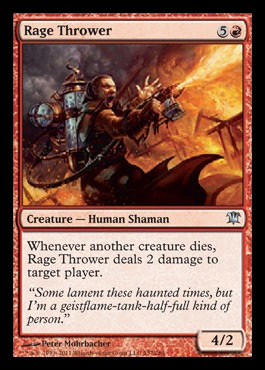 Rage Thrower
5
Creature — Human Shaman
Whenever another creature dies,
Rage Thrower deals 2 damage to
target player.
“Some lament these haunted times, but
I’m a geistflame-tank-half-full kind of
person.”
Peter Mohrbacher
4/2